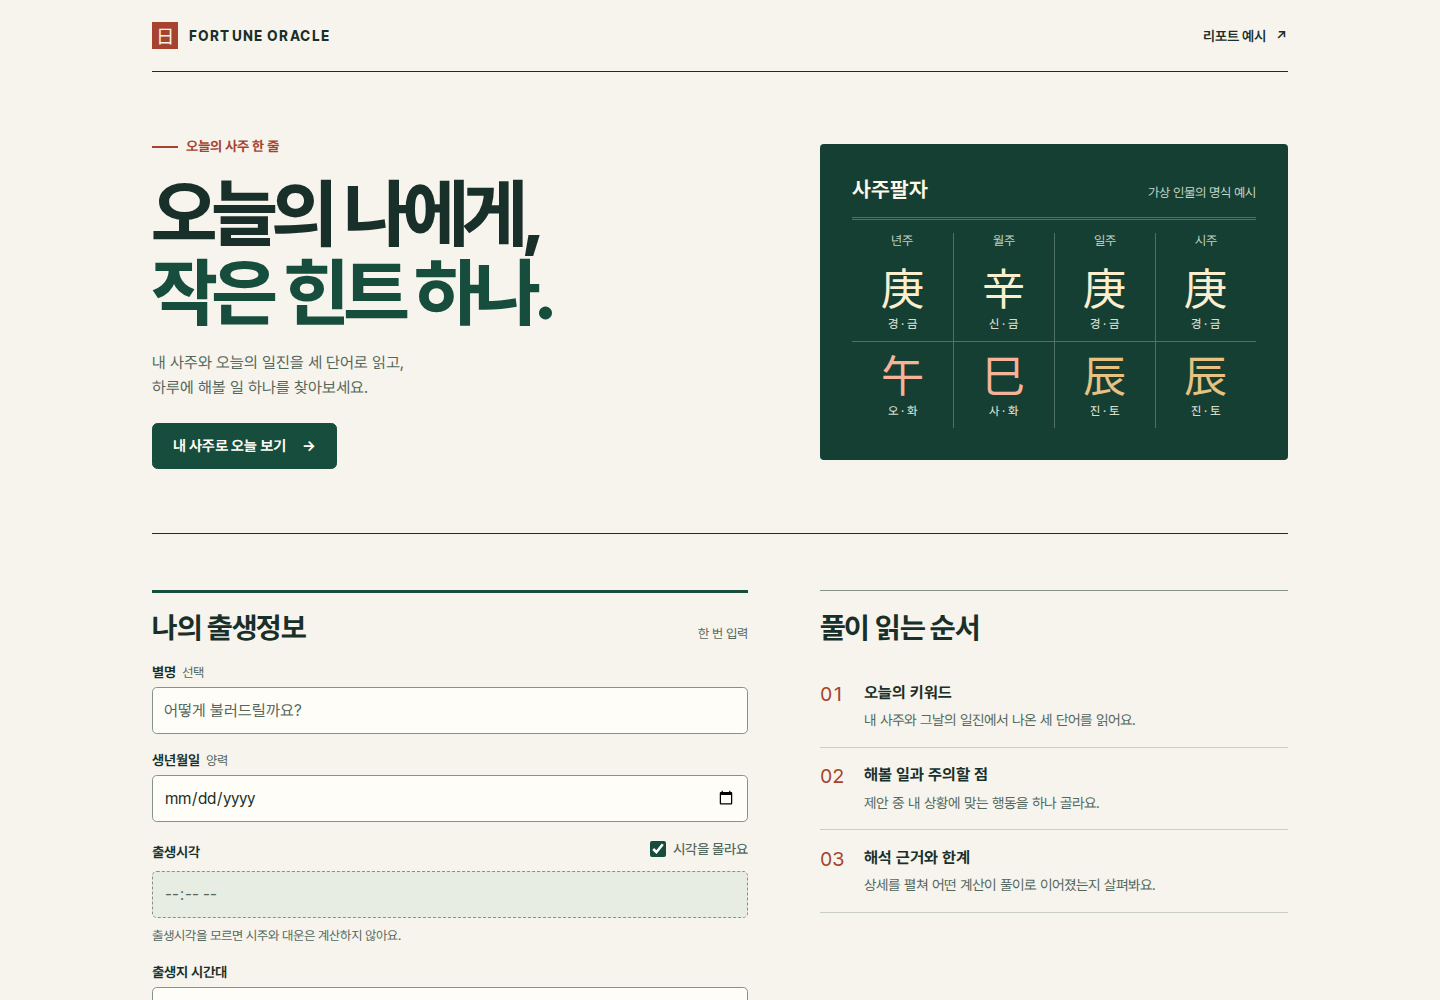 日 FORTUNE ORACLE
리포트 예시 ↗
오늘의 사주 한 줄
오늘의 나에게,
작은 힌트 하나.
내 사주와 오늘의 일진을 세 단어로 읽고,
하루에 해볼 일 하나를 찾아보세요.
내 사주로 오늘 보기 →
사주팔자
가상 인물의 명식 예시
년주 월주 일주 시주
庚 辛 庚 庚
경·금 신·금 경·금 경·금
午 巳 辰 辰
오·화 사·화 진·토 진·토
나의 출생정보
한 번 입력
별명 선택
어떻게 불러드릴까요?
생년월일 양력
mm/dd/yyyy
출생시각
시각을 몰라요
--:-- --
출생시각을 모르면 시주와 대운은 계산하지 않아요.
출생지 시간대
풀이 읽는 순서
01 오늘의 키워드
내 사주와 그날의 일진에서 나온 세 단어를 읽어요.
02 해볼 일과 주의할 점
제안 중 내 상황에 맞는 행동을 하나 골라요.
03 해석 근거와 한계
상세를 펼쳐 어떤 계산이 풀이로 이어졌는지 살펴봐요.